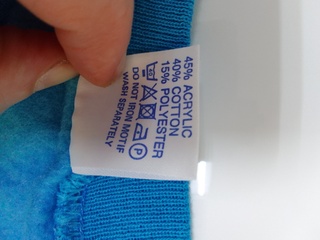 45% ACRYLIC
40% COTTON
15% POLYESTER
P
DO NOT IRON MOTIF
WASH SEPARATELY